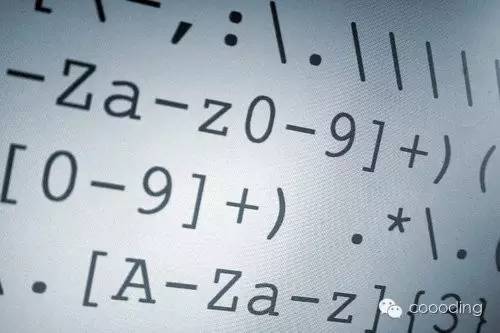 [\-,:\.\||||||
-Za-z0-9]+)(
[0-9]+) .*\.(
\.[A-Za-z]{3}
coooding